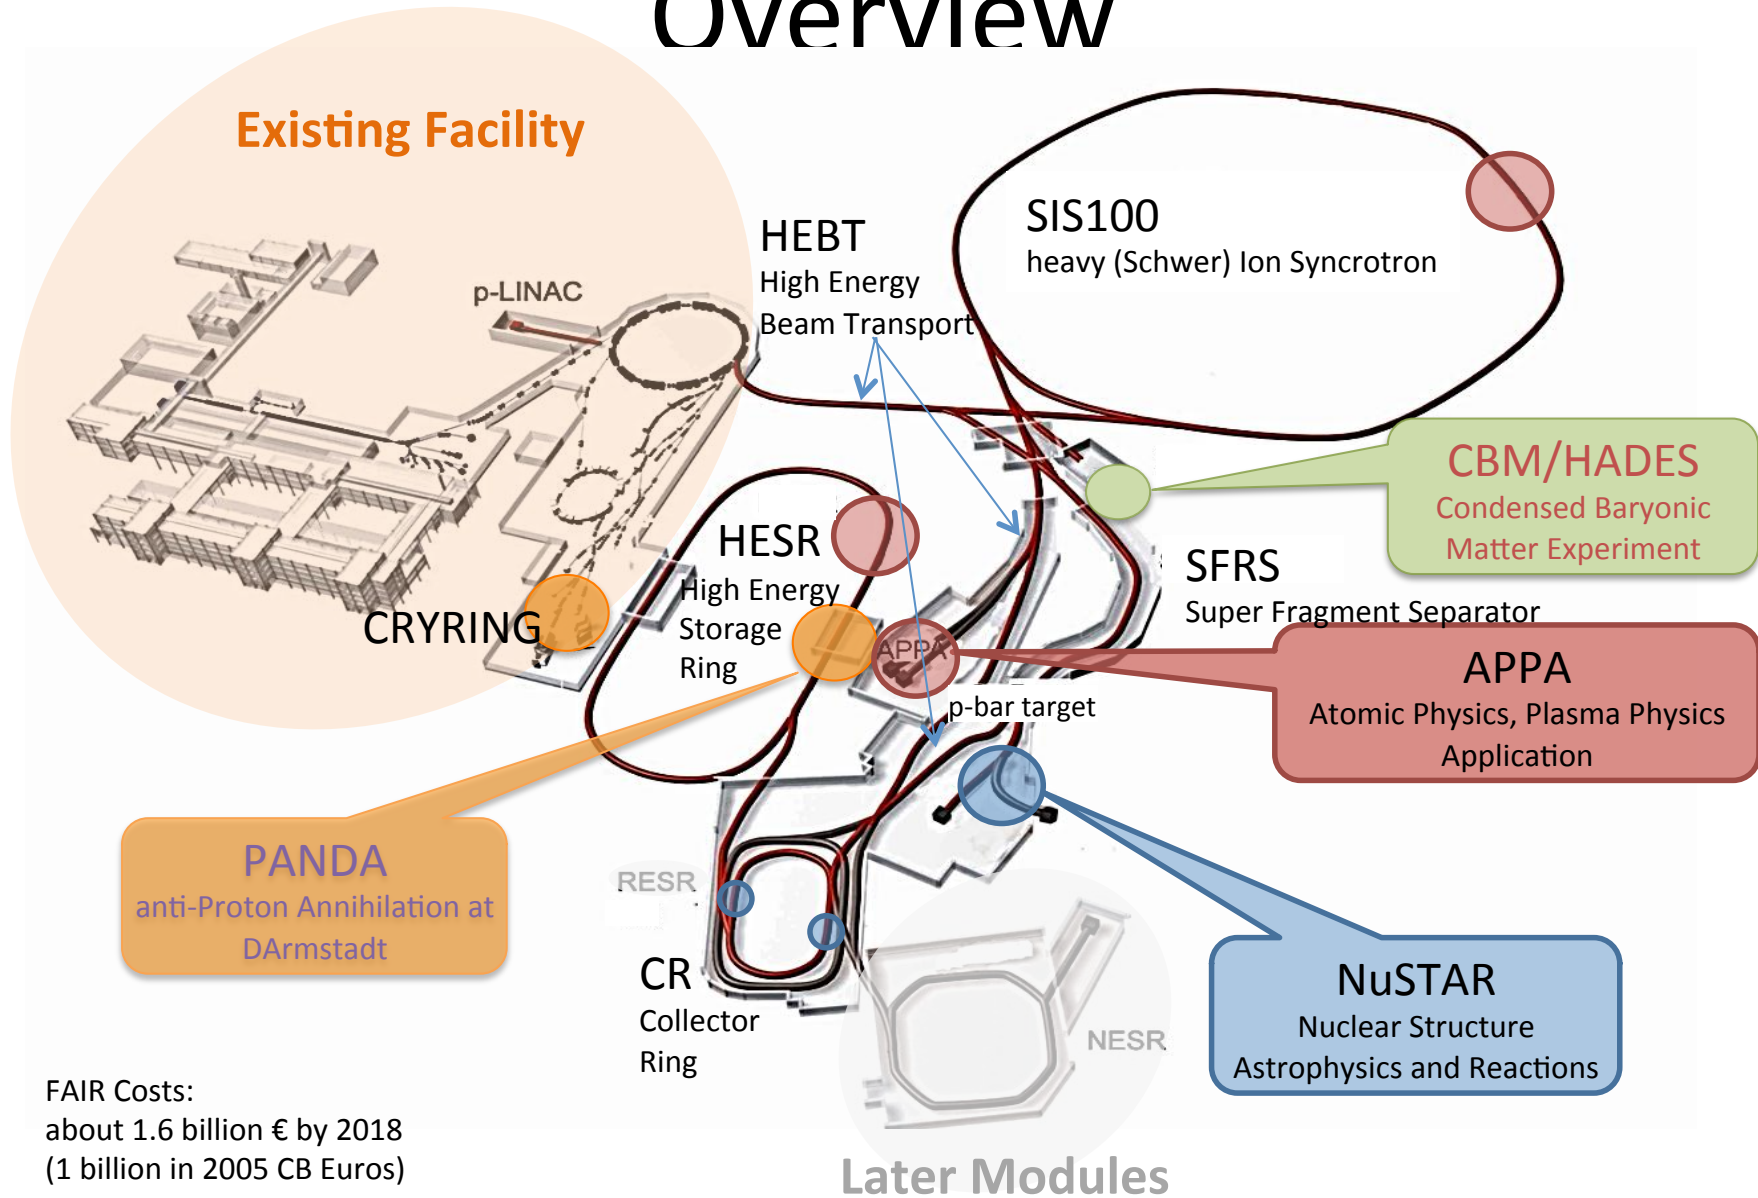 Overview
Existing Facility
p-LINAC
HEBT
High Energy
Beam Transport
SIS100
heavy (Schwer) Ion Syncrotron
CBM/HADES
Condensed Baryonic
Matter Experiment
HESR
High Energy
Storage
Ring
CRYRING
SFRS
Super Fragment Separator
APPA
APPA
Atomic Physics, Plasma Physics
Application
p-bar target
PANDA
anti-Proton Annihilation at
DArmstadt
RESR
CR
Collector
Ring
NESR
NuSTAR
Nuclear Structure
Astrophysics and Reactions
FAIR Costs:
about 1.6 billion € by 2018
(1 billion in 2005 CB Euros)
Later Modules